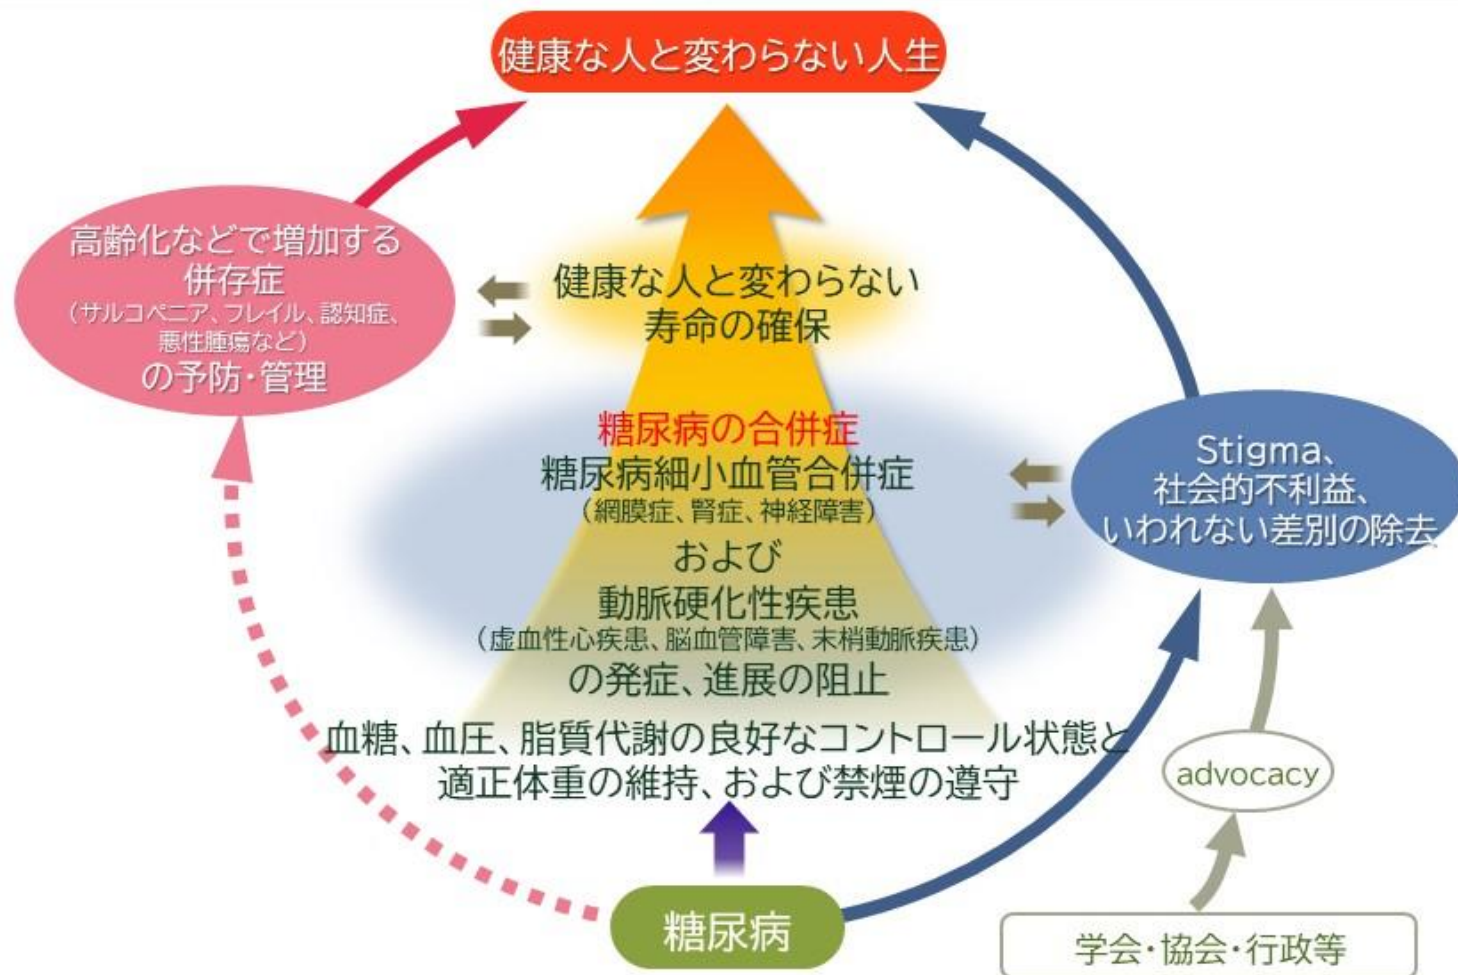 健康な人と変わらない人生
高齢化などで増加する
併存症
（サルコペニア、フレイル、認知症、
悪性腫瘍など）
の予防・管理
健康な人と変わらない
寿命の確保
糖尿病の合併症
糖尿病細小血管合併症
（網膜症、腎症、神経障害）
および
動脈硬化性疾患
（虚血性心疾患、脳血管障害、末梢動脈疾患）
の発症、進展の阻止
血糖、血圧、脂質代謝の良好なコントロール状態と
適正体重の維持、および禁煙の遵守
Stigma、
社会的不利益、
いわれない差別の除去
advocacy
糖尿病
学会・協会・行政等